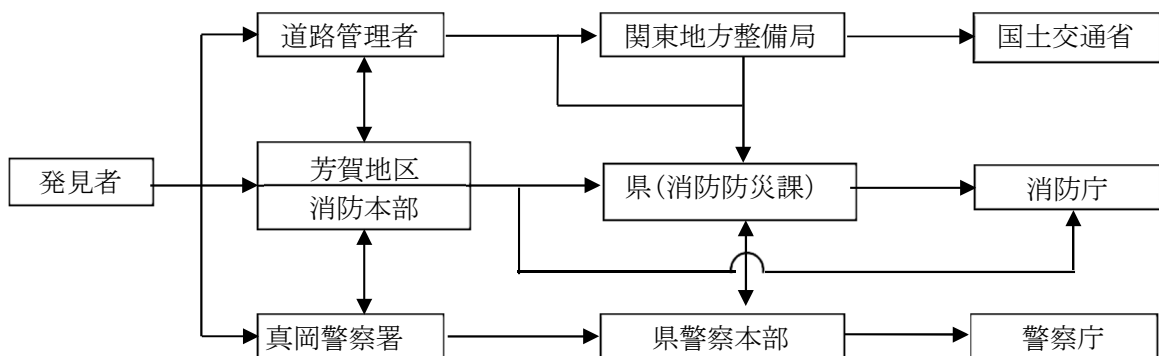 道路管理者
関東地方整備局
国土交通省
発見者
芳賀地区
消防本部
県(消防防災課)
消防庁
真岡警察署
県警察本部
警察庁